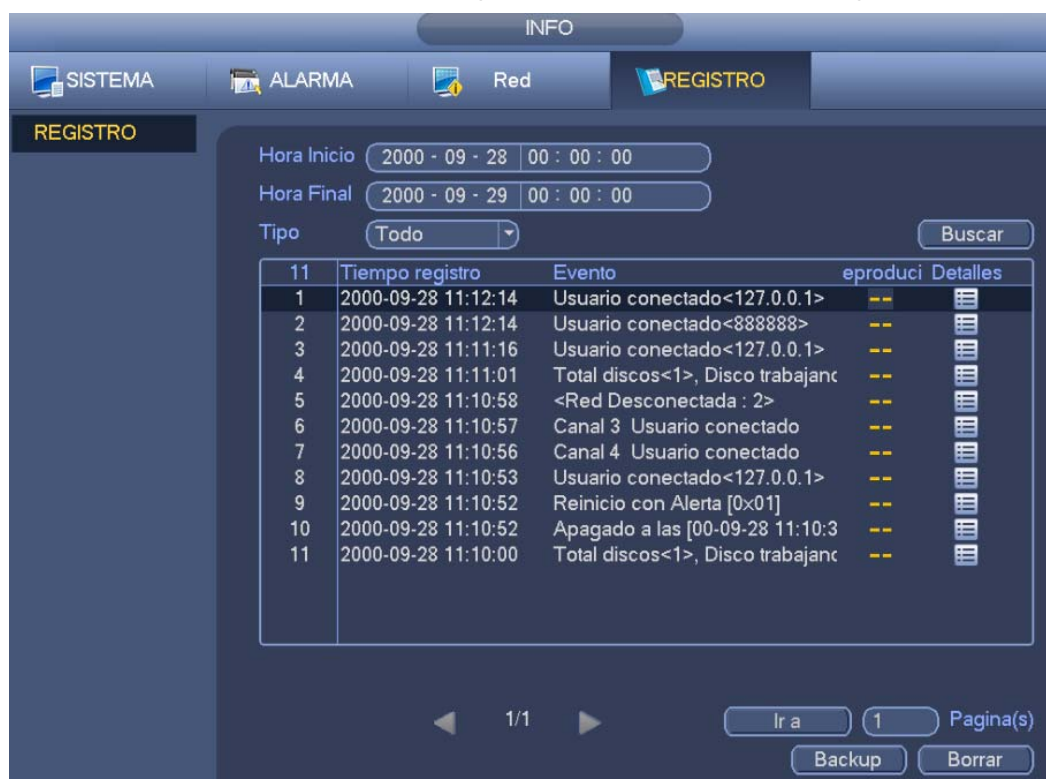 INFO
SISTEMA ALARMA Red REGISTRO
REGISTRO
Hora Inicio 2000 - 09 - 28 00 : 00 : 00
Hora Final 2000 - 09 - 29 00 : 00 : 00
Tipo Todo Buscar
11 Tiempo registro Evento eproduci Detalles
1 2000-09-28 11:12:14 Usuario conectado<127.0.0.1> --
2 2000-09-28 11:12:14 Usuario conectado<888888> --
3 2000-09-28 11:11:16 Usuario conectado<127.0.0.1> --
4 2000-09-28 11:11:01 Total discos<1>, Disco trabajanc --
5 2000-09-28 11:10:58 <Red Desconectada : 2> --
6 2000-09-28 11:10:57 Canal 3 Usuario conectado --
7 2000-09-28 11:10:56 Canal 4 Usuario conectado --
8 2000-09-28 11:10:53 Usuario conectado<127.0.0.1> --
9 2000-09-28 11:10:52 Reinicio con Alerta [0x01] --
10 2000-09-28 11:10:52 Apagado a las [00-09-28 11:10:3 --
11 2000-09-28 11:10:00 Total discos<1>, Disco trabajanc --
1/1 Ir a 1 Pagina(s)
Backup Borrar